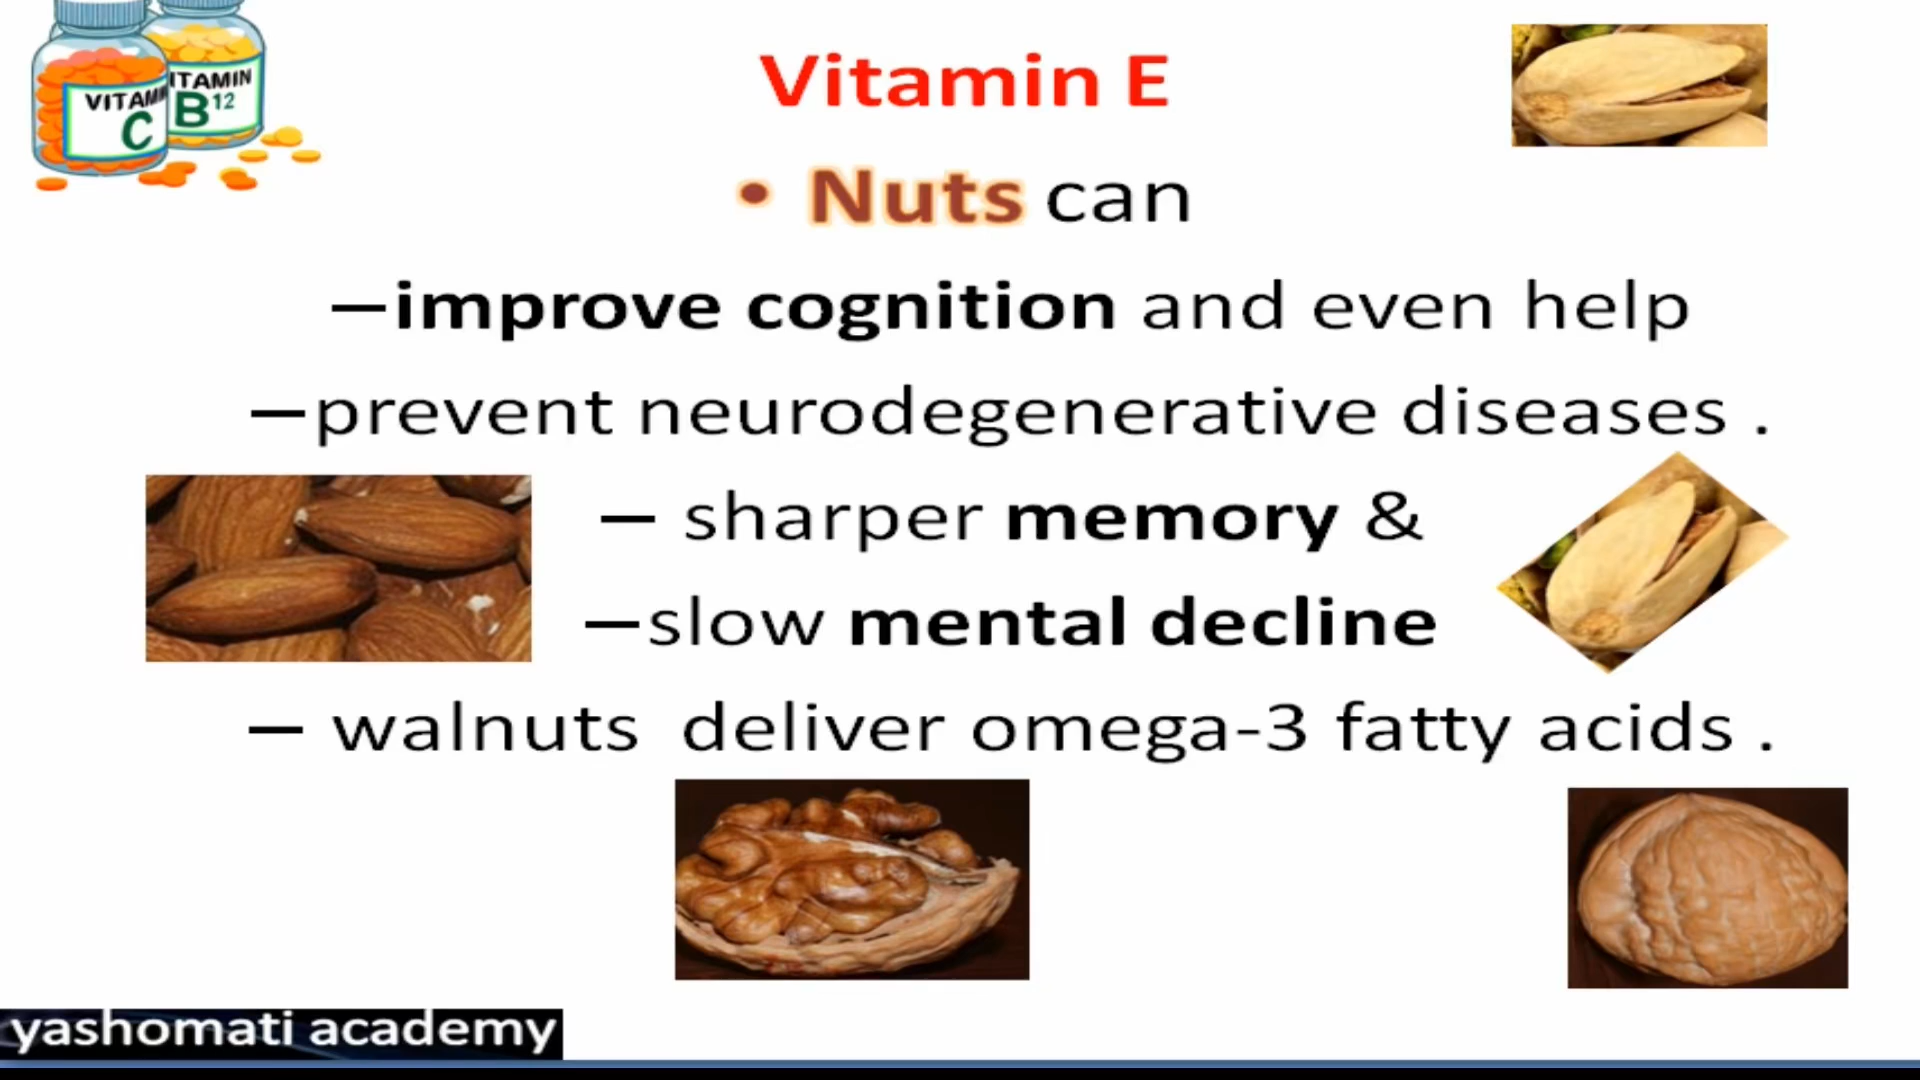 VITAMIN
B12
VITAM
C
Vitamin E
• Nuts can
–improve cognition and even help
–prevent neurodegenerative diseases .
– sharper memory &
–slow mental decline
– walnuts deliver omega-3 fatty acids .
yashomati academy